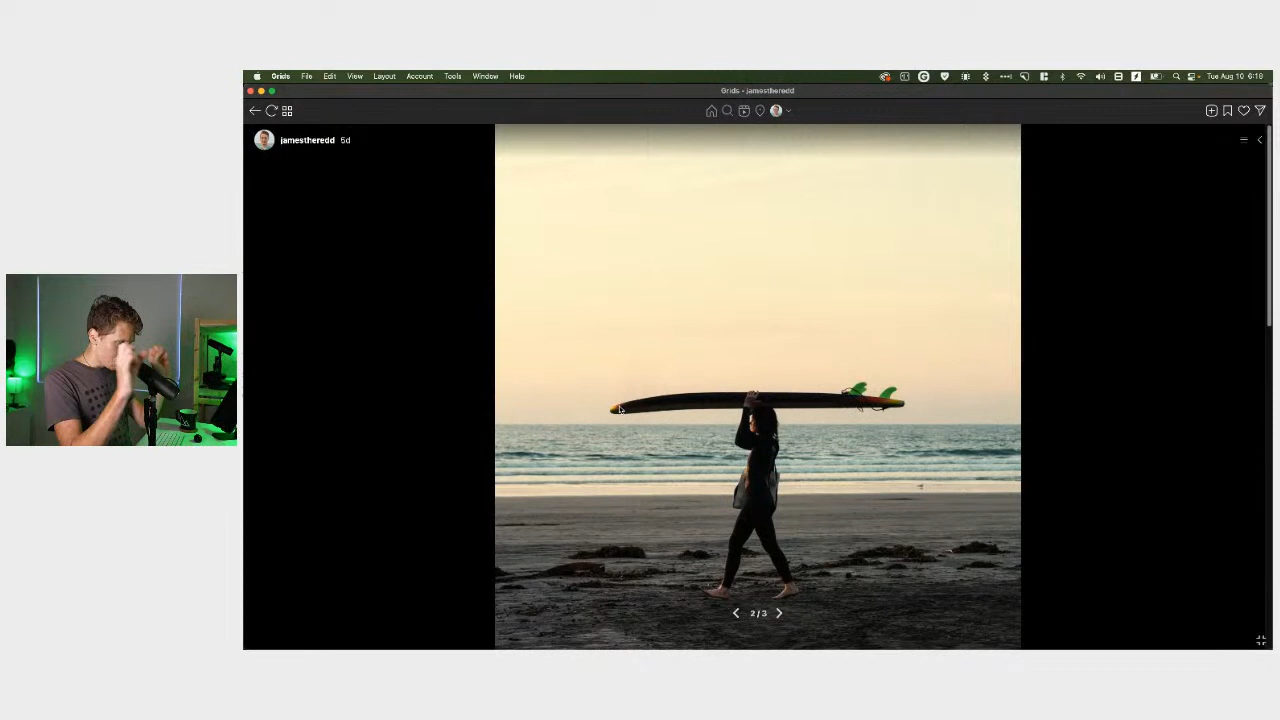 Grids File Edit View Layout Account Tools Window Help Tue Aug 10 6:18
Grids - jamestheredd
jamestheredd 5d
2/3